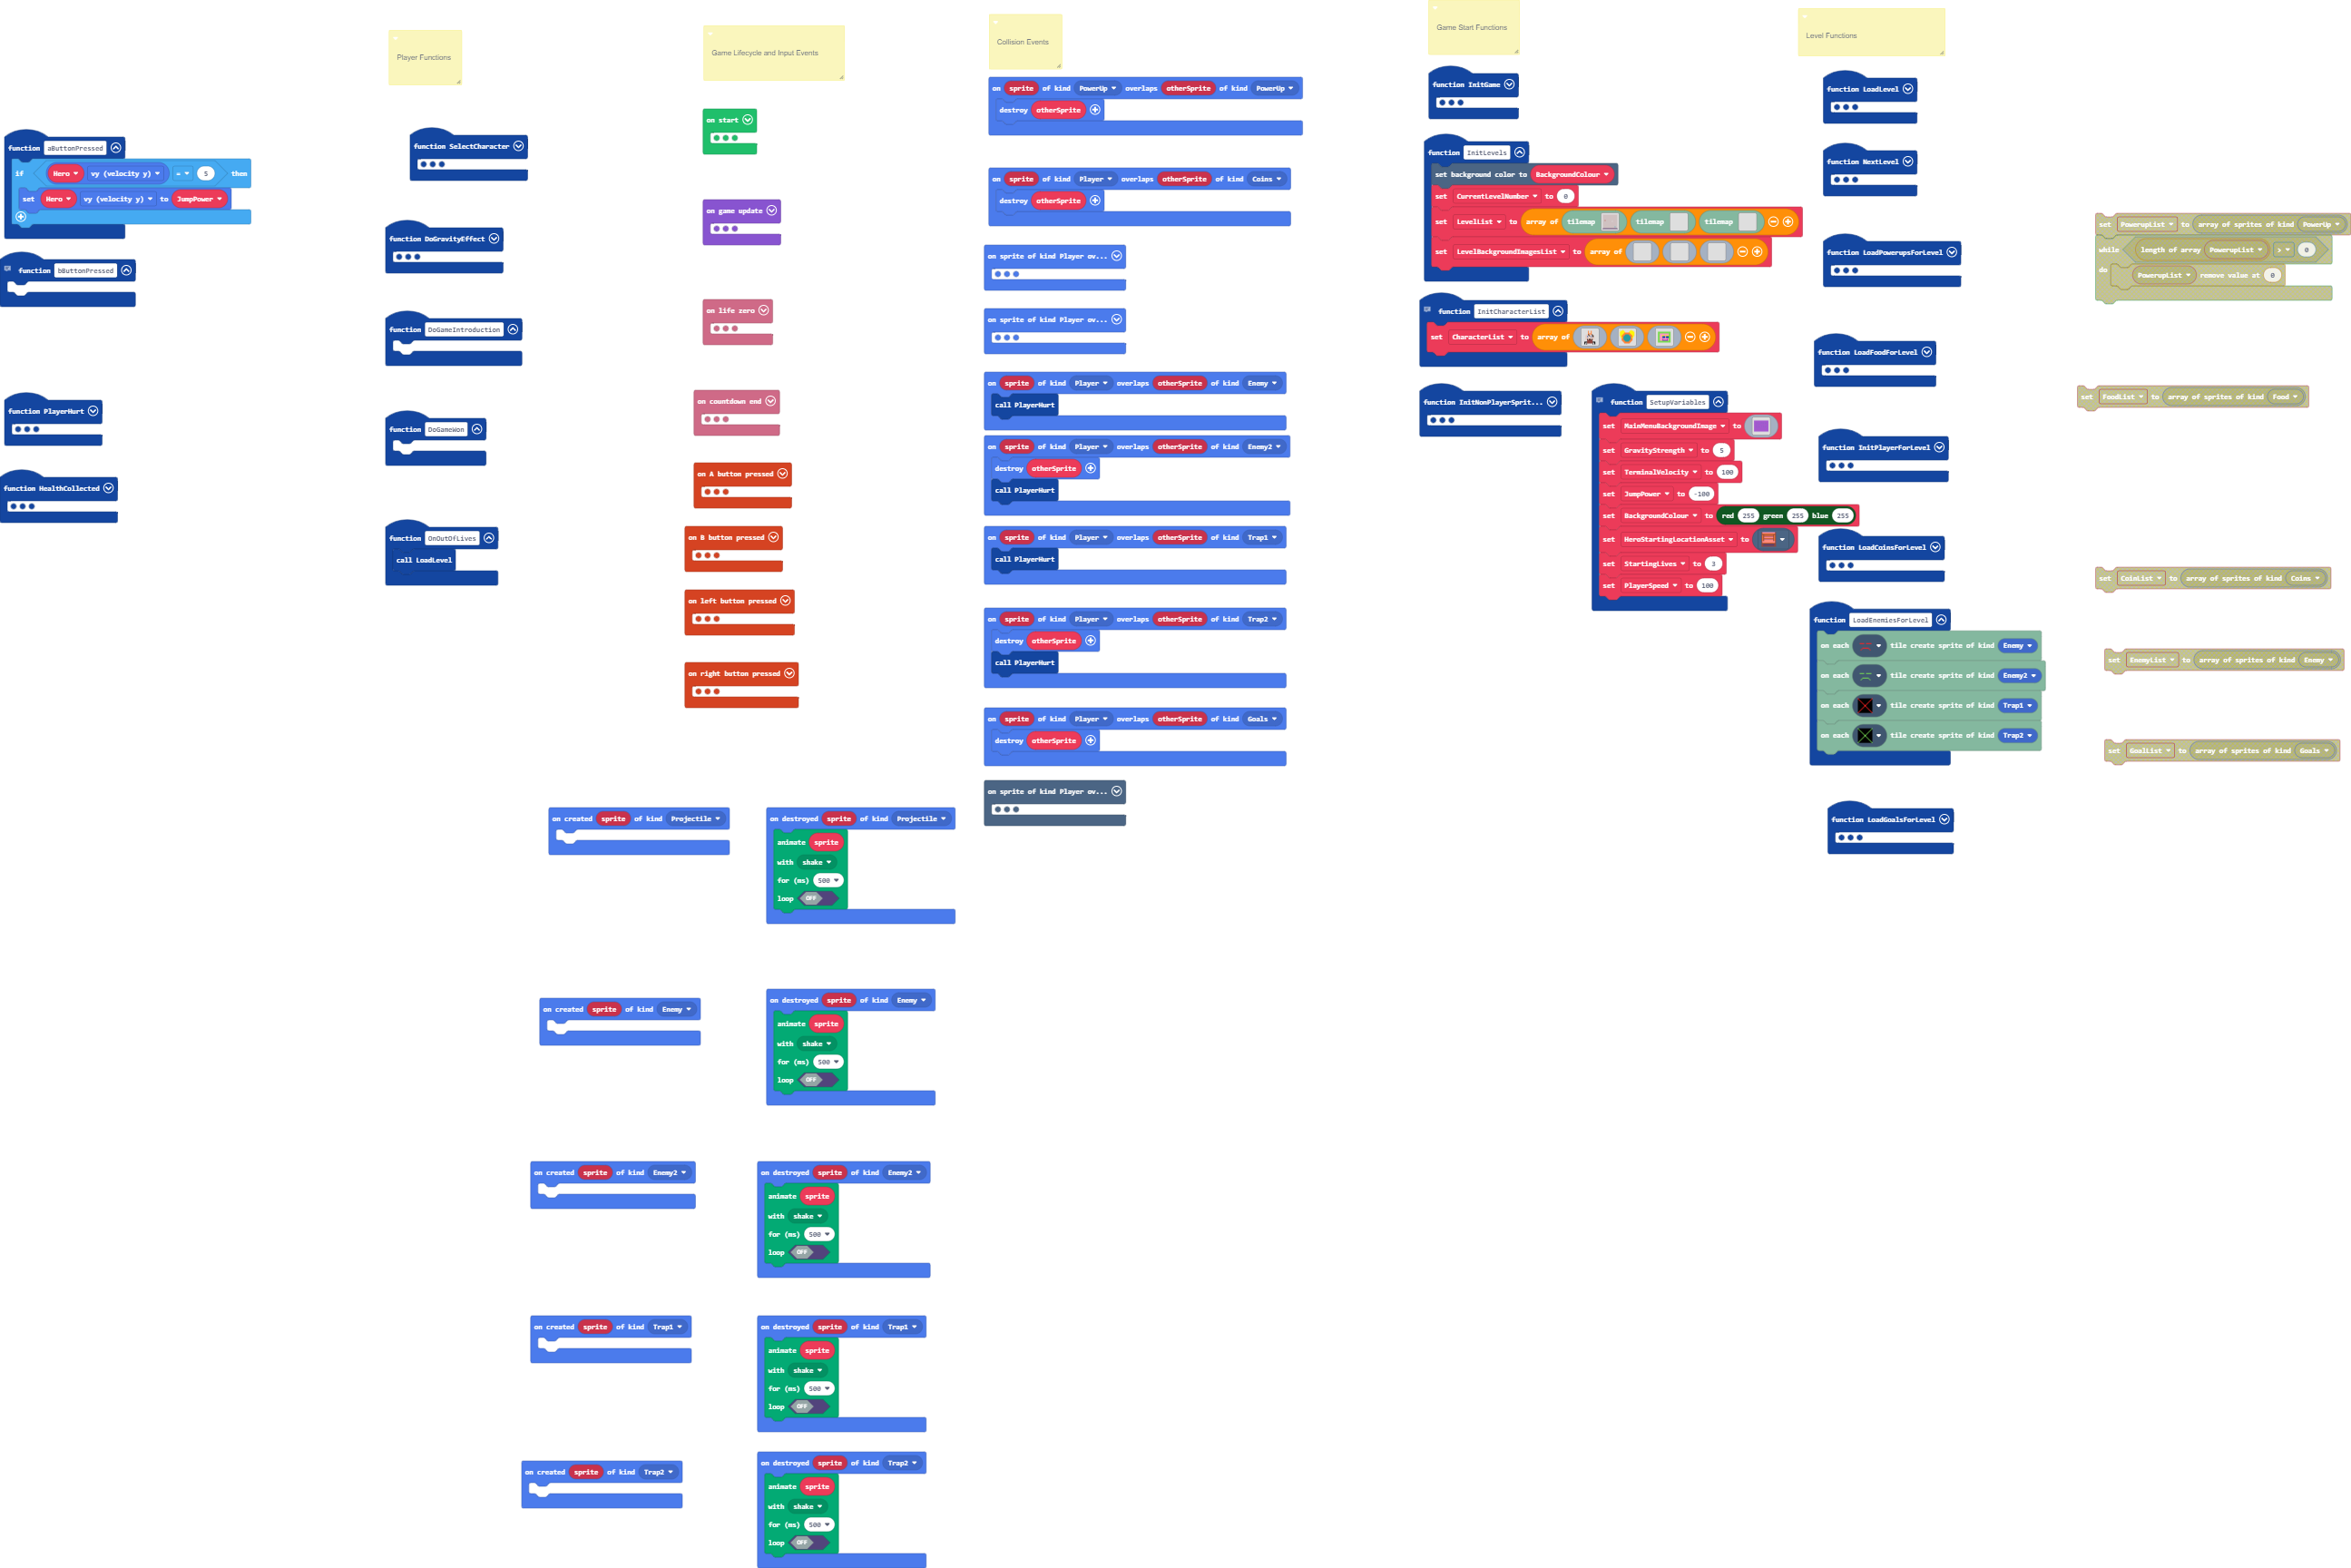 Player Functions
function aButtonPressed
if Hero vy (velocity y) = 5 then
set Hero vy (velocity y) to JumpPower
function bButtonPressed
function PlayerHurt
function HealthCollected
function SelectCharacter
function DoGravityEffect
function DoGameIntroduction
function DoGameWon
function OnOutOfLives
call LoadLevel
Game Lifecycle and Input Events
on start
on game update
on life zero
on countdown end
on A button pressed
on B button pressed
on left button pressed
on right button pressed
on created sprite of kind Projectile
on destroyed sprite of kind Projectile
animate sprite
with shake
for (ms) 500
loop OFF
on created sprite of kind Enemy
on destroyed sprite of kind Enemy
animate sprite
with shake
for (ms) 500
loop OFF
on created sprite of kind Enemy2
on destroyed sprite of kind Enemy2
animate sprite
with shake
for (ms) 500
loop OFF
on created sprite of kind Trap1
on destroyed sprite of kind Trap1
animate sprite
with shake
for (ms) 500
loop OFF
on created sprite of kind Trap2
on destroyed sprite of kind Trap2
animate sprite
with shake
for (ms) 500
loop OFF
Collision Events
on sprite of kind PowerUp overlaps otherSprite of kind PowerUp
destroy otherSprite
on sprite of kind Player overlaps otherSprite of kind Coins
destroy otherSprite
on sprite of kind Player ov...
on sprite of kind Player ov...
on sprite of kind Player overlaps otherSprite of kind Enemy
call PlayerHurt
on sprite of kind Player overlaps otherSprite of kind Enemy2
destroy otherSprite
call PlayerHurt
on sprite of kind Player overlaps otherSprite of kind Trap1
call PlayerHurt
on sprite of kind Player overlaps otherSprite of kind Trap2
destroy otherSprite
call PlayerHurt
on sprite of kind Player overlaps otherSprite of kind Goals
destroy otherSprite
on sprite of kind Player ov...
Game Start Functions
function InitGame
function InitLevels
set background color to BackgroundColour
set CurrentLevelNumber to 0
set LevelList to array of tilemap tilemap tilemap
set LevelBackgroundImagesList to array of
function InitCharacterList
set CharacterList to array of
function InitNonPlayerSprit...
function SetupVariables
set MainMenuBackgroundImage to
set GravityStrength to 5
set TerminalVelocity to 100
set JumpPower to -100
set BackgroundColour to red 255 green 255 blue 255
set HeroStartingLocationAsset to
set StartingLives to 3
set PlayerSpeed to 100
Level Functions
function LoadLevel
function NextLevel
function LoadPowerupsForLevel
function LoadFoodForLevel
function InitPlayerForLevel
function LoadCoinsForLevel
function LoadEnemiesForLevel
on each tile create sprite of kind Enemy
on each tile create sprite of kind Enemy2
on each tile create sprite of kind Trap1
on each tile create sprite of kind Trap2
function LoadGoalsForLevel
set PowerupList to array of sprites of kind PowerUp
while length of array PowerupList > 0
do PowerupList remove value at 0
set FoodList to array of sprites of kind Food
set CoinList to array of sprites of kind Coins
set EnemyList to array of sprites of kind Enemy
set GoalList to array of sprites of kind Goals